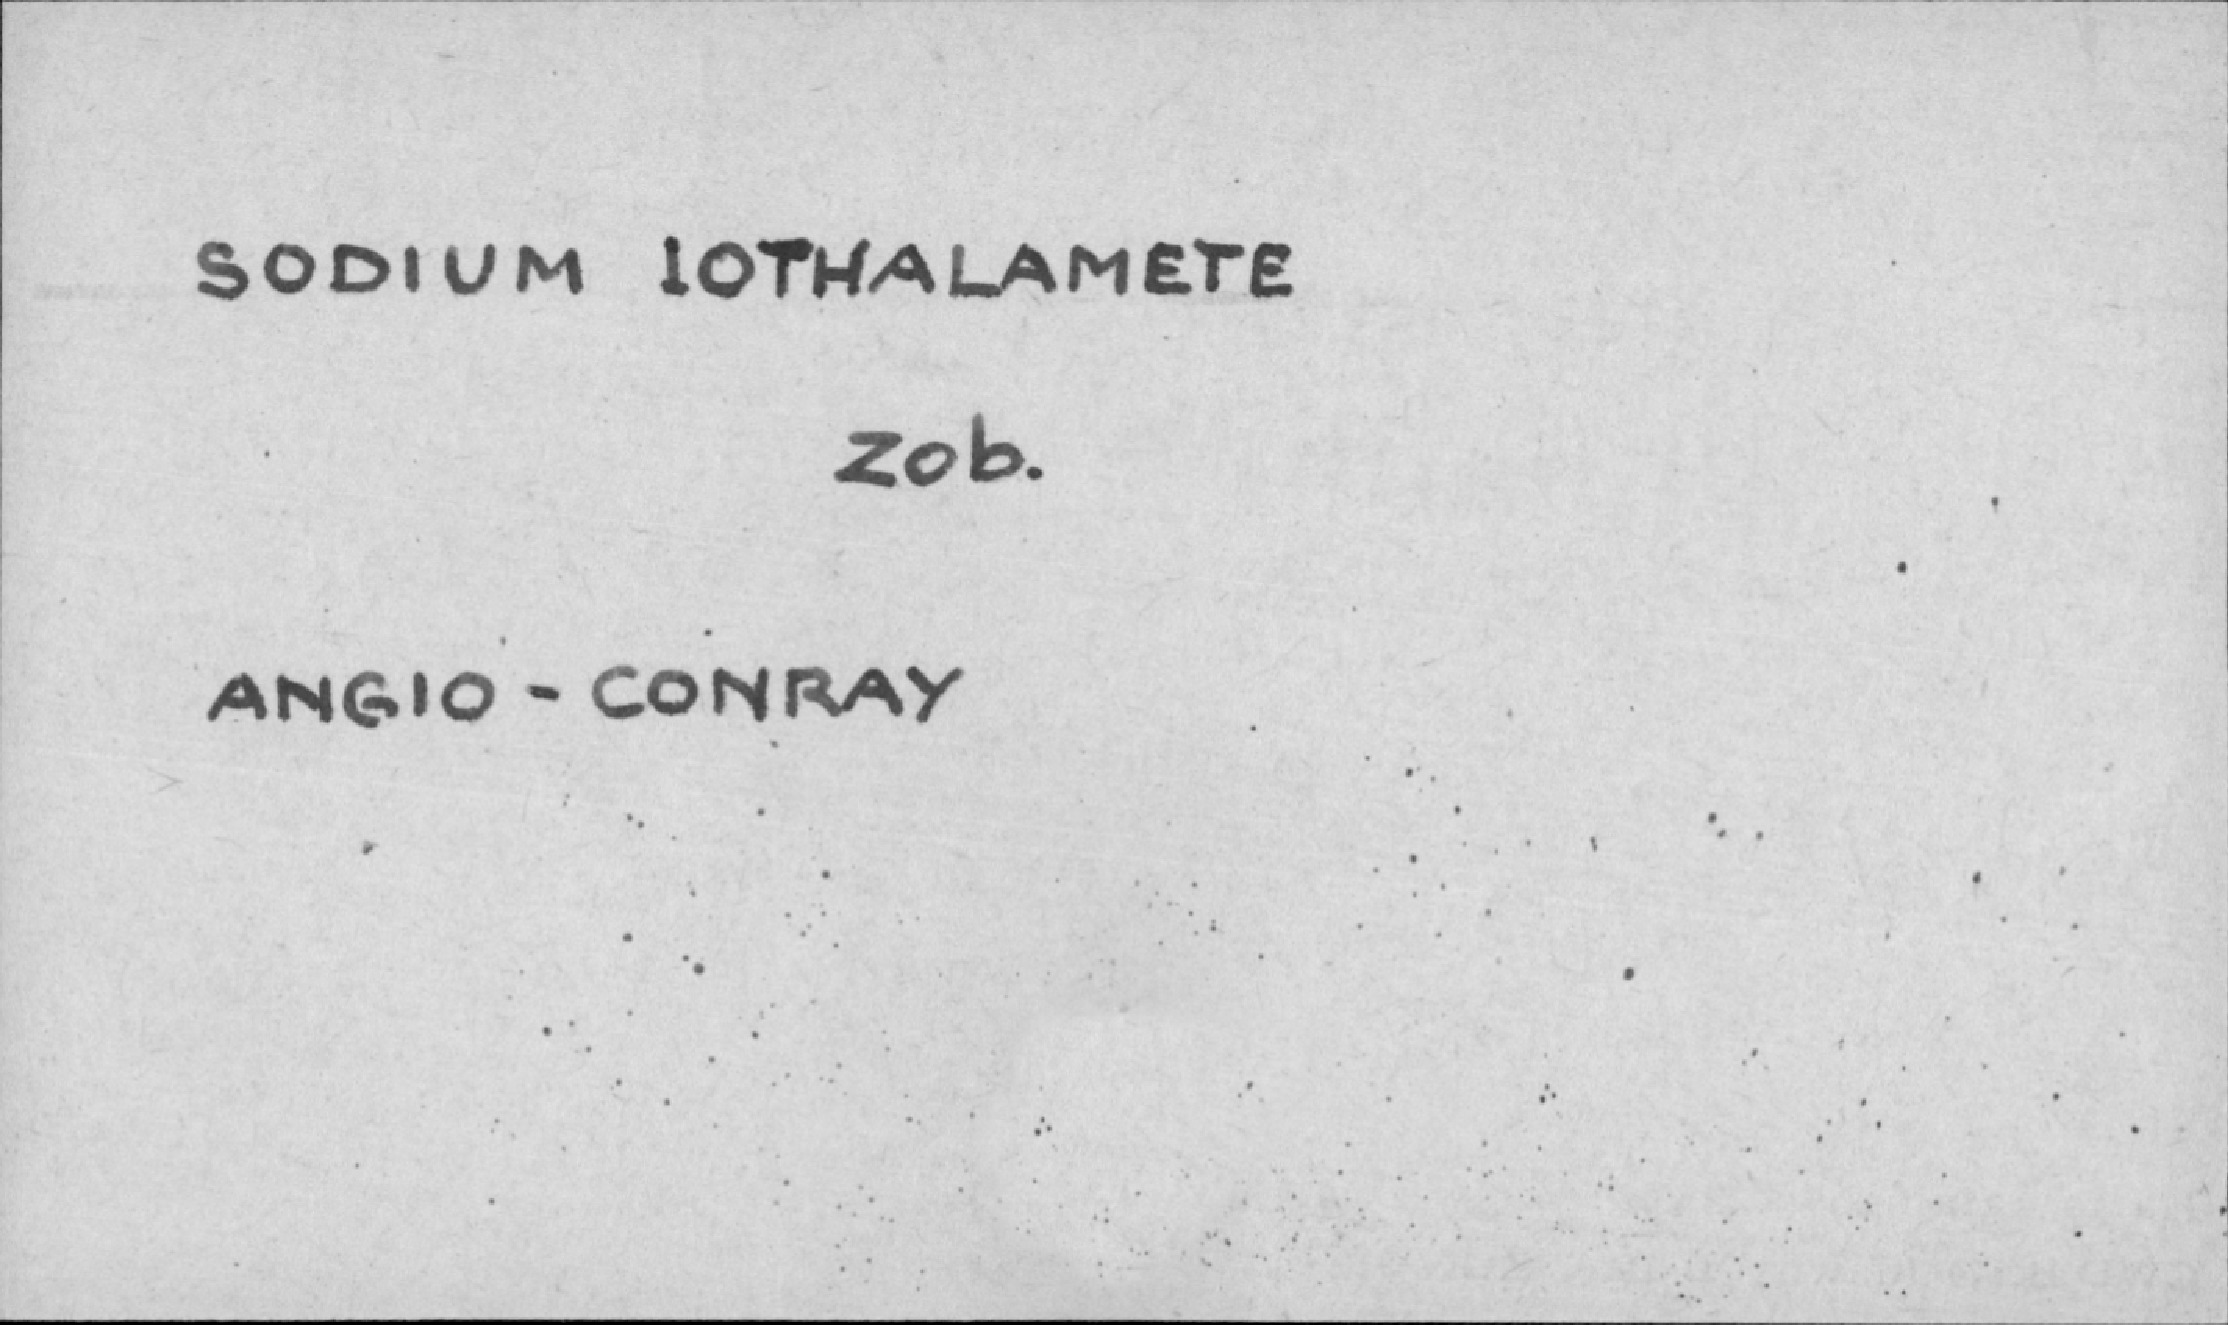 SODIUM IOTHALAMETE
Zob.
ANGIO - CONRAY